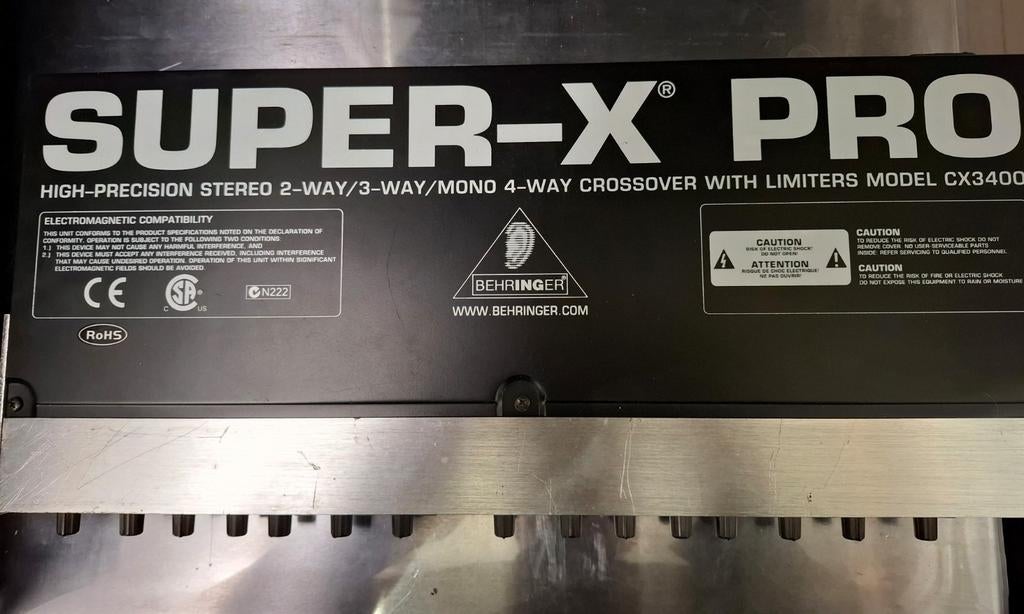 SUPER-X® PRO
HIGH-PRECISION STEREO 2-WAY/3-WAY/MONO 4-WAY CROSSOVER WITH LIMITERS MODEL CX3400
ELECTROMAGNETIC COMPATIBILITY
THIS UNIT CONFORMS TO THE PRODUCT SPECIFICATIONS NOTED ON THE DECLARATION OF
CONFORMITY. OPERATION IS SUBJECT TO THE FOLLOWING TWO CONDITIONS:
1.) THIS DEVICE MAY NOT CAUSE ANY HARMFUL INTERFERENCE, AND
2.) THIS DEVICE MUST ACCEPT ANY INTERFERENCE RECEIVED, INCLUDING INTERFERENCE
THAT MAY CAUSE UNDESIRED OPERATION. OPERATION OF THIS UNIT WITHIN SIGNIFICANT
ELECTROMAGNETIC FIELDS SHOULD BE AVOIDED.
CE
C SA® US
N222
RoHS
BEHRINGER®
WWW.BEHRINGER.COM
CAUTION
RISK OF ELECTRIC SHOCK!
DO NOT OPEN!
ATTENTION
RISQUE DE CHOC ELECTRIQUE!
NE PAS OUVRIR!
CAUTION
TO REDUCE THE RISK OF ELECTRIC SHOCK DO NOT
REMOVE COVER. NO USER-SERVICEABLE PARTS
INSIDE. REFER SERVICING TO QUALIFIED PERSONNEL.
CAUTION
TO REDUCE THE RISK OF FIRE OR ELECTRIC SHOCK
DO NOT EXPOSE THIS EQUIPMENT TO RAIN OR MOISTURE